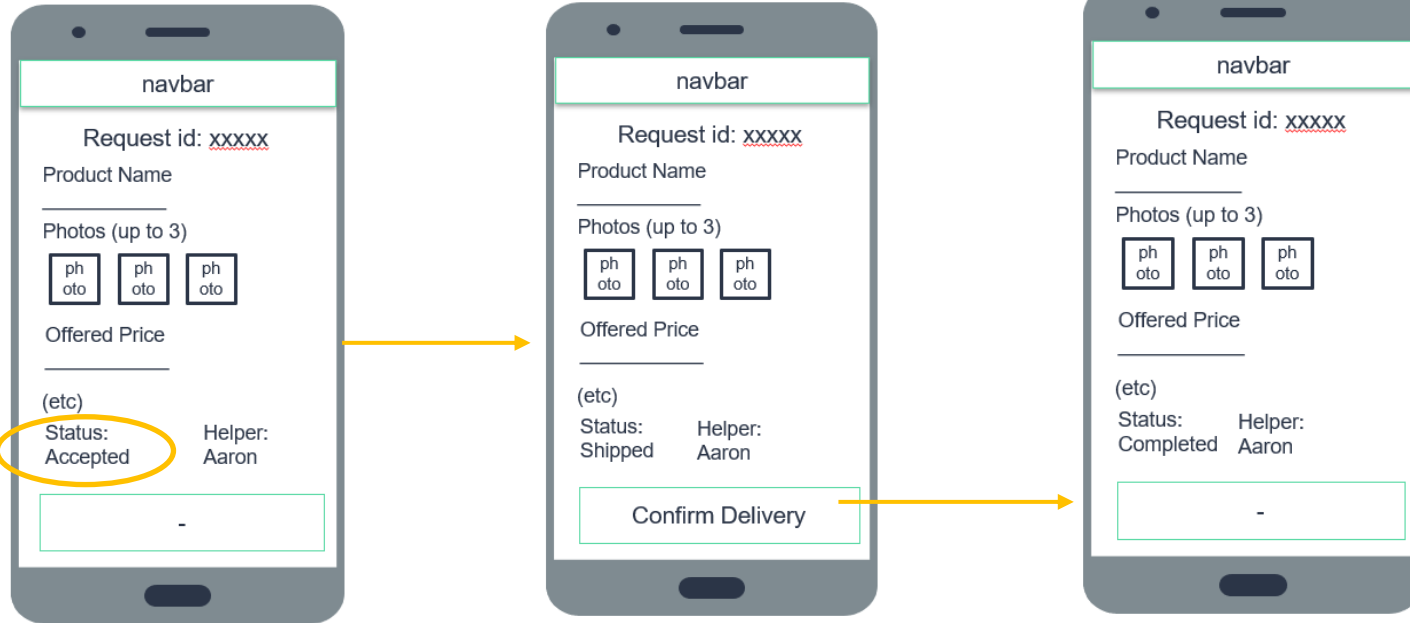 navbar
Request id: xxxxx
Product Name
Photos (up to 3)
ph
oto
ph
oto
ph
oto
Offered Price
(etc)
Status:
Accepted
Helper:
Aaron
-
navbar
Request id: xxxxx
Product Name
Photos (up to 3)
ph
oto
ph
oto
ph
oto
Offered Price
(etc)
Status:
Shipped
Helper:
Aaron
Confirm Delivery
navbar
Request id: xxxxx
Product Name
Photos (up to 3)
ph
oto
ph
oto
ph
oto
Offered Price
(etc)
Status:
Completed
Helper:
Aaron
-